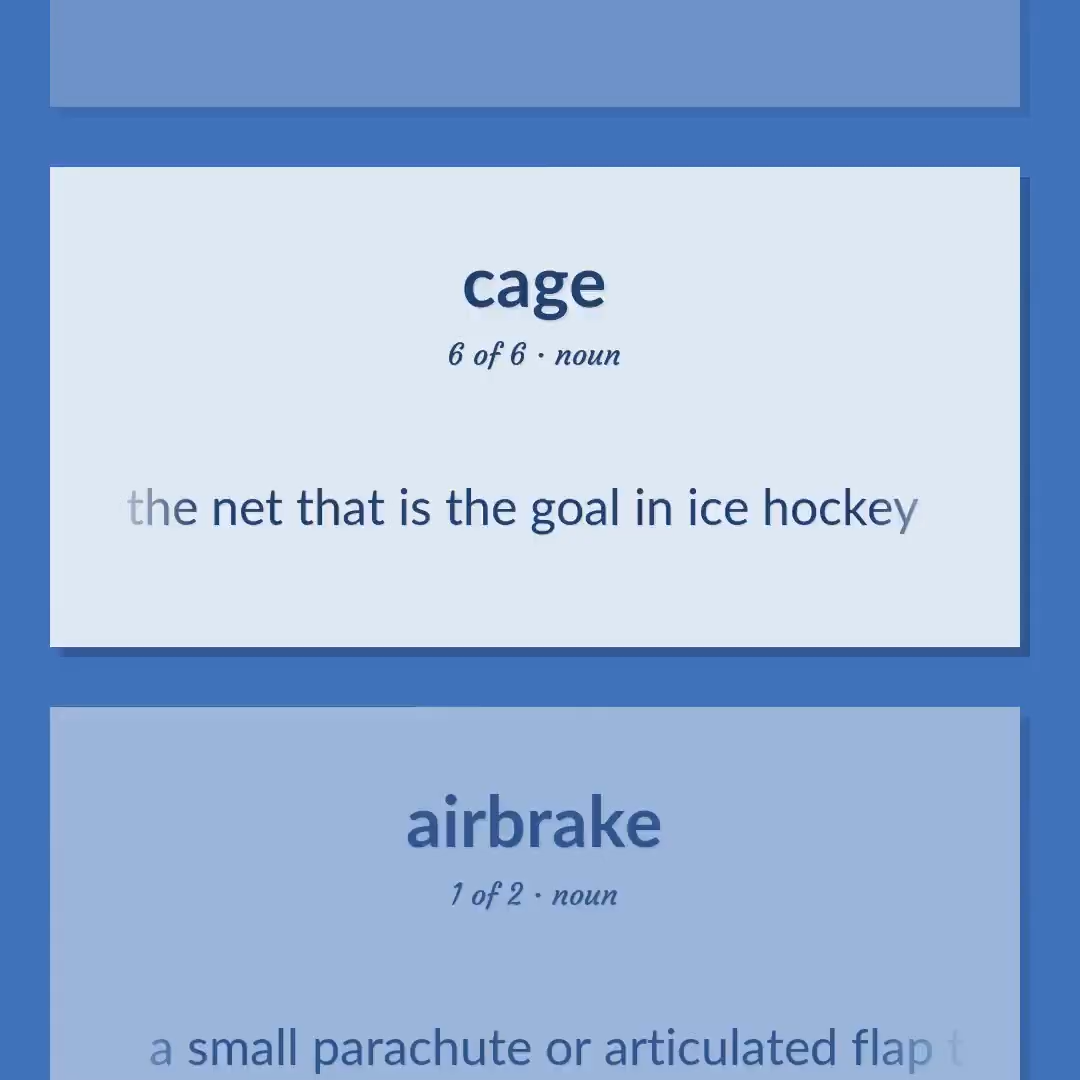 cage
6 of 6 · noun
the net that is the goal in ice hockey
airbrake
1 of 2 · noun
a small parachute or articulated flap